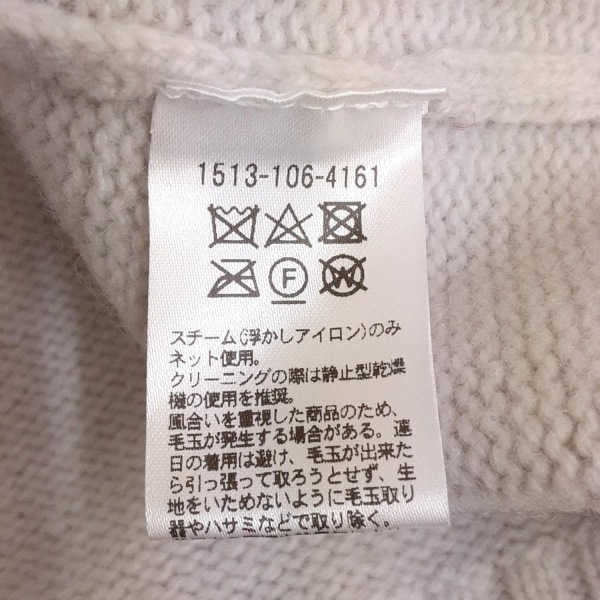 1513-106-4161
F
W
スチーム(浮かしアイロン)のみ
ネット使用。
クリーニングの際は静止型乾燥
機の使用を推奨。
風合いを重視した商品のため、
毛玉が発生する場合がある。連
日の着用は避け、毛玉が出来た
ら引っ張って取ろうとせず、生
地をいためないように毛玉取り
器やハサミなどで取り除く。